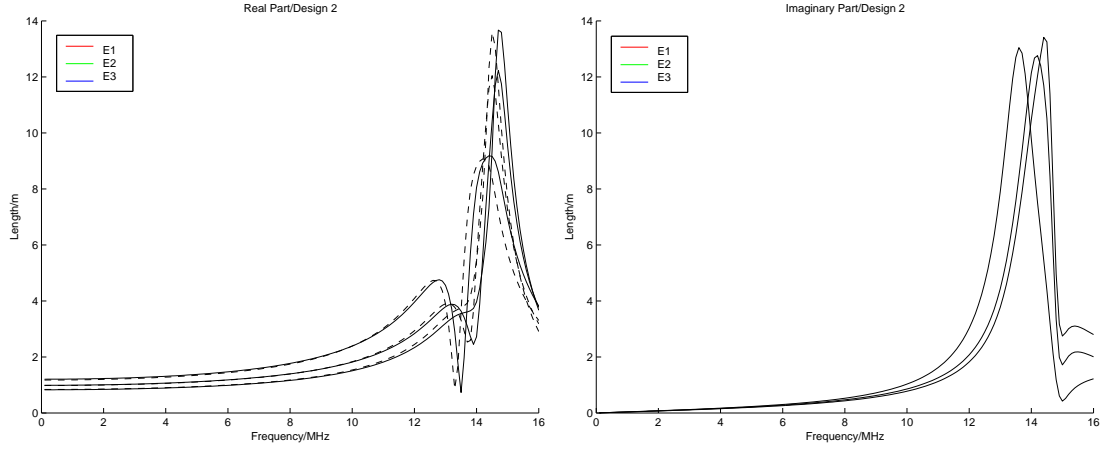 Real Part/Design 2
14
12
10
8
6
4
2
0
Length/m
E1
E2
E3
0 2 4 6 8 10 12 14 16
Frequency/MHz
Imaginary Part/Design 2
14
12
10
8
6
4
2
0
Length/m
E1
E2
E3
0 2 4 6 8 10 12 14 16
Frequency/MHz